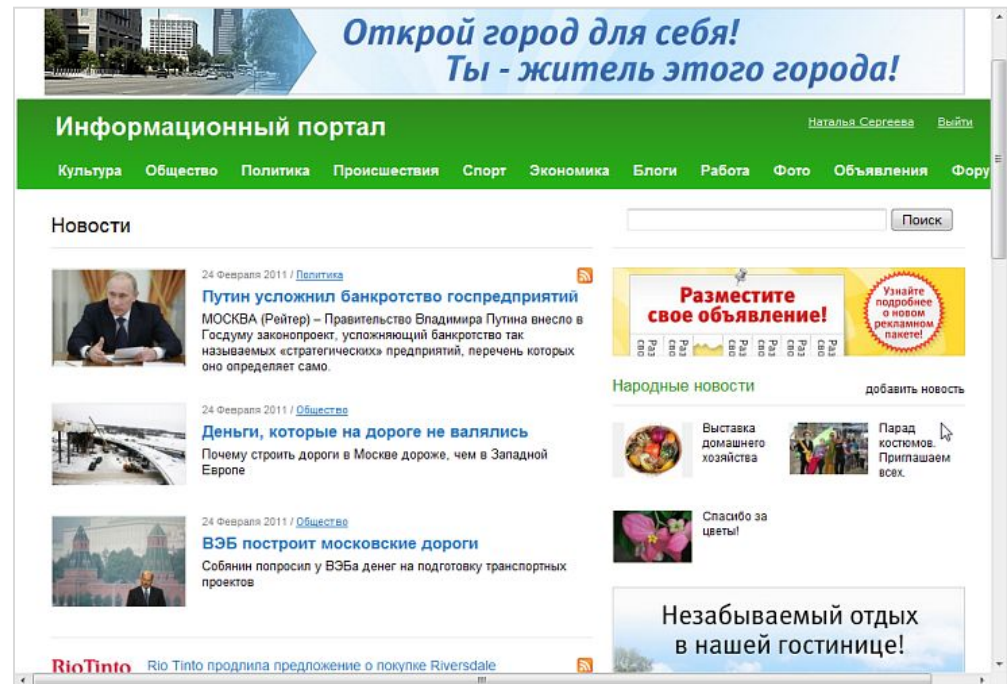 Открой город для себя!
Ты - житель этого города!
Информационный портал
Наталья Сергеева Выйти
Культура Общество Политика Происшествия Спорт Экономика Блоги Работа Фото Объявления Фору
Новости
Поиск
24 Февраля 2011 / Политика
Путин усложнил банкротство госпредприятий
МОСКВА (Рейтер) – Правительство Владимира Путина внесло в
Госдуму законопроект, усложняющий банкротство так
называемых «стратегических» предприятий, перечень которых
оно определяет само.
24 Февраля 2011 / Общество
Деньги, которые на дороге не валялись
Почему строить дороги в Москве дороже, чем в Западной
Европе
24 Февраля 2011 / Общество
ВЭБ построит московские дороги
Собянин попросил у ВЭБа денег на подготовку транспортных
проектов
RioTinto Rio Tinto продлила предложение о покупке Riversdale
Разместите
свое объявление!
Узнайте
подробнее
о новом
рекламном
пакете!
Народные новости
добавить новость
Выставка
домашнего
хозяйства
Парад
костюмов.
Приглашаем
всех.
Спасибо за
цветы!
Незабываемый отдых
в нашей гостинице!